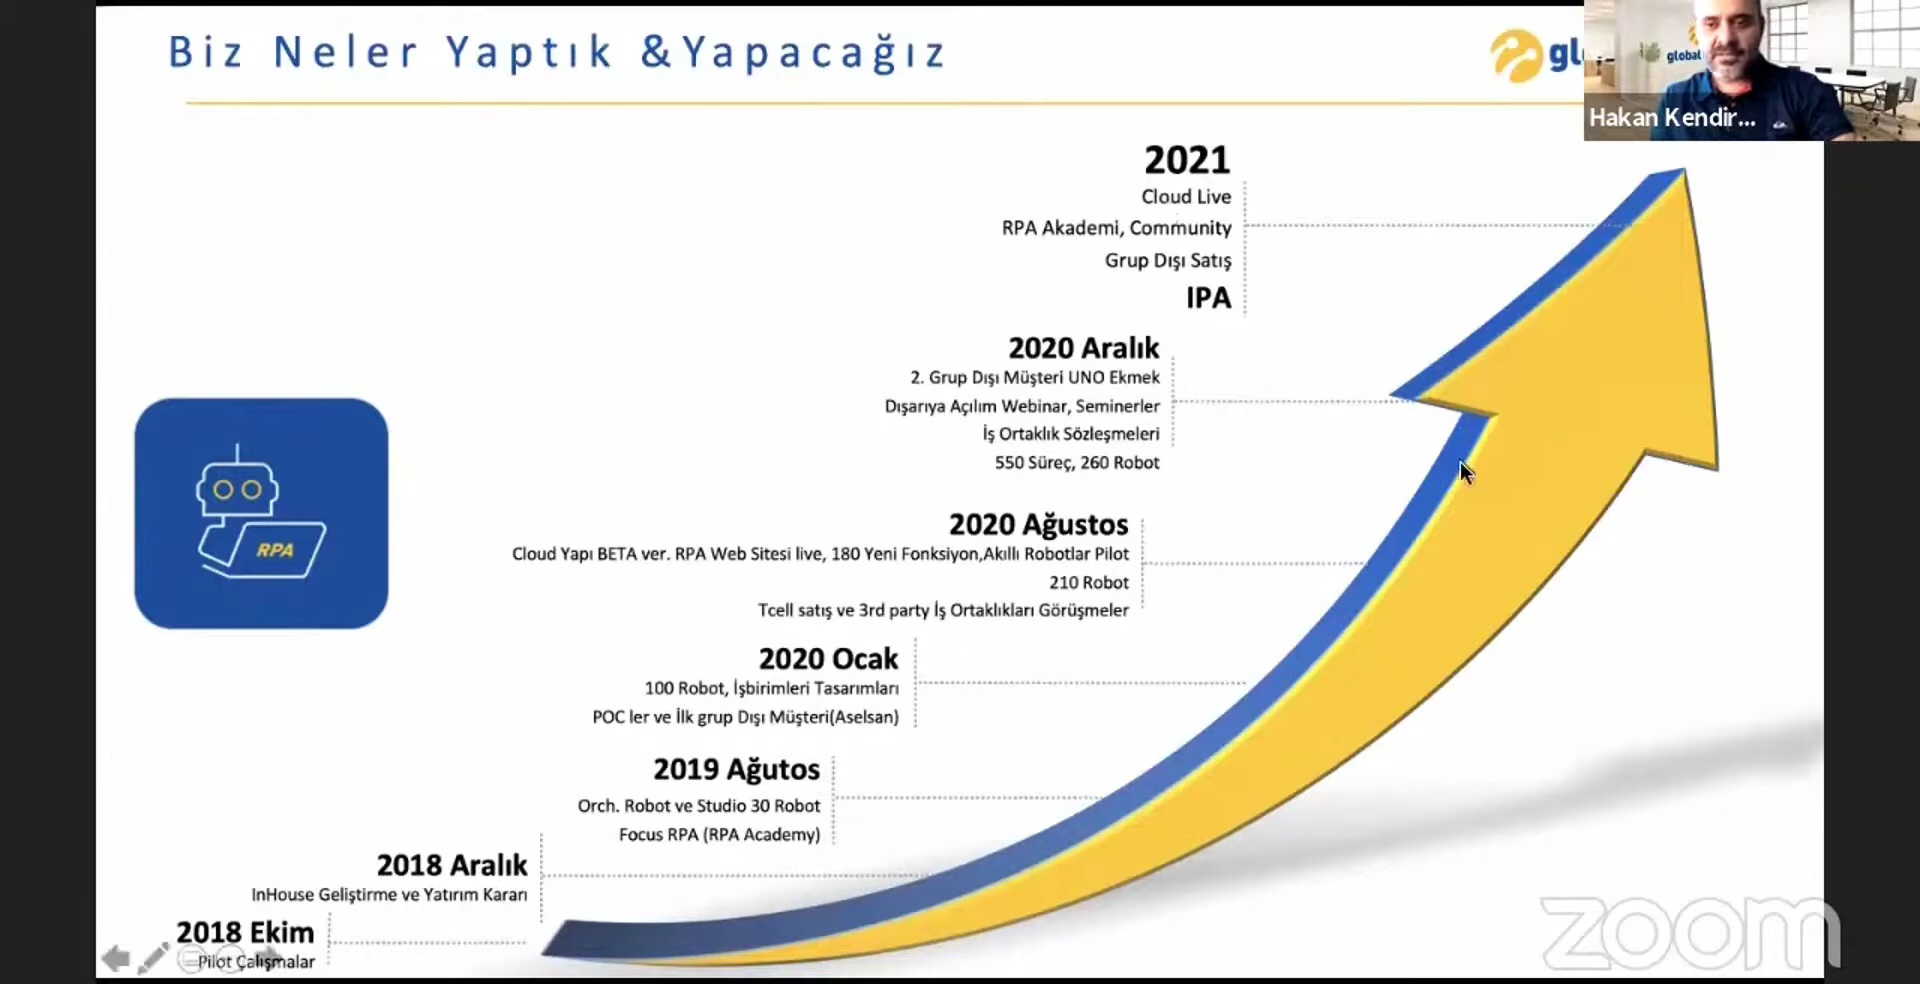 Biz Neler Yaptık &Yapacağız
gl
global
Hakan Kendir...
2021
Cloud Live
RPA Akademi, Community
Grup Dışı Satış
IPA
2020 Aralık
2. Grup Dışı Müşteri UNO Ekmek
Dışarıya Açılım Webinar, Seminerler
İş Ortaklık Sözleşmeleri
550 Süreç, 260 Robot
2020 Ağustos
Cloud Yapı BETA ver. RPA Web Sitesi live, 180 Yeni Fonksiyon,Akıllı Robotlar Pilot
210 Robot
Tcell satış ve 3rd party İş Ortaklıkları Görüşmeler
RPA
2020 Ocak
100 Robot, İşbirimleri Tasarımları
POC ler ve İlk grup Dışı Müşteri(Aselsan)
2019 Ağutos
Orch. Robot ve Studio 30 Robot
Focus RPA (RPA Academy)
2018 Aralık
InHouse Geliştirme ve Yatırım Kararı
2018 Ekim
Pilot Çalışmalar
zoom